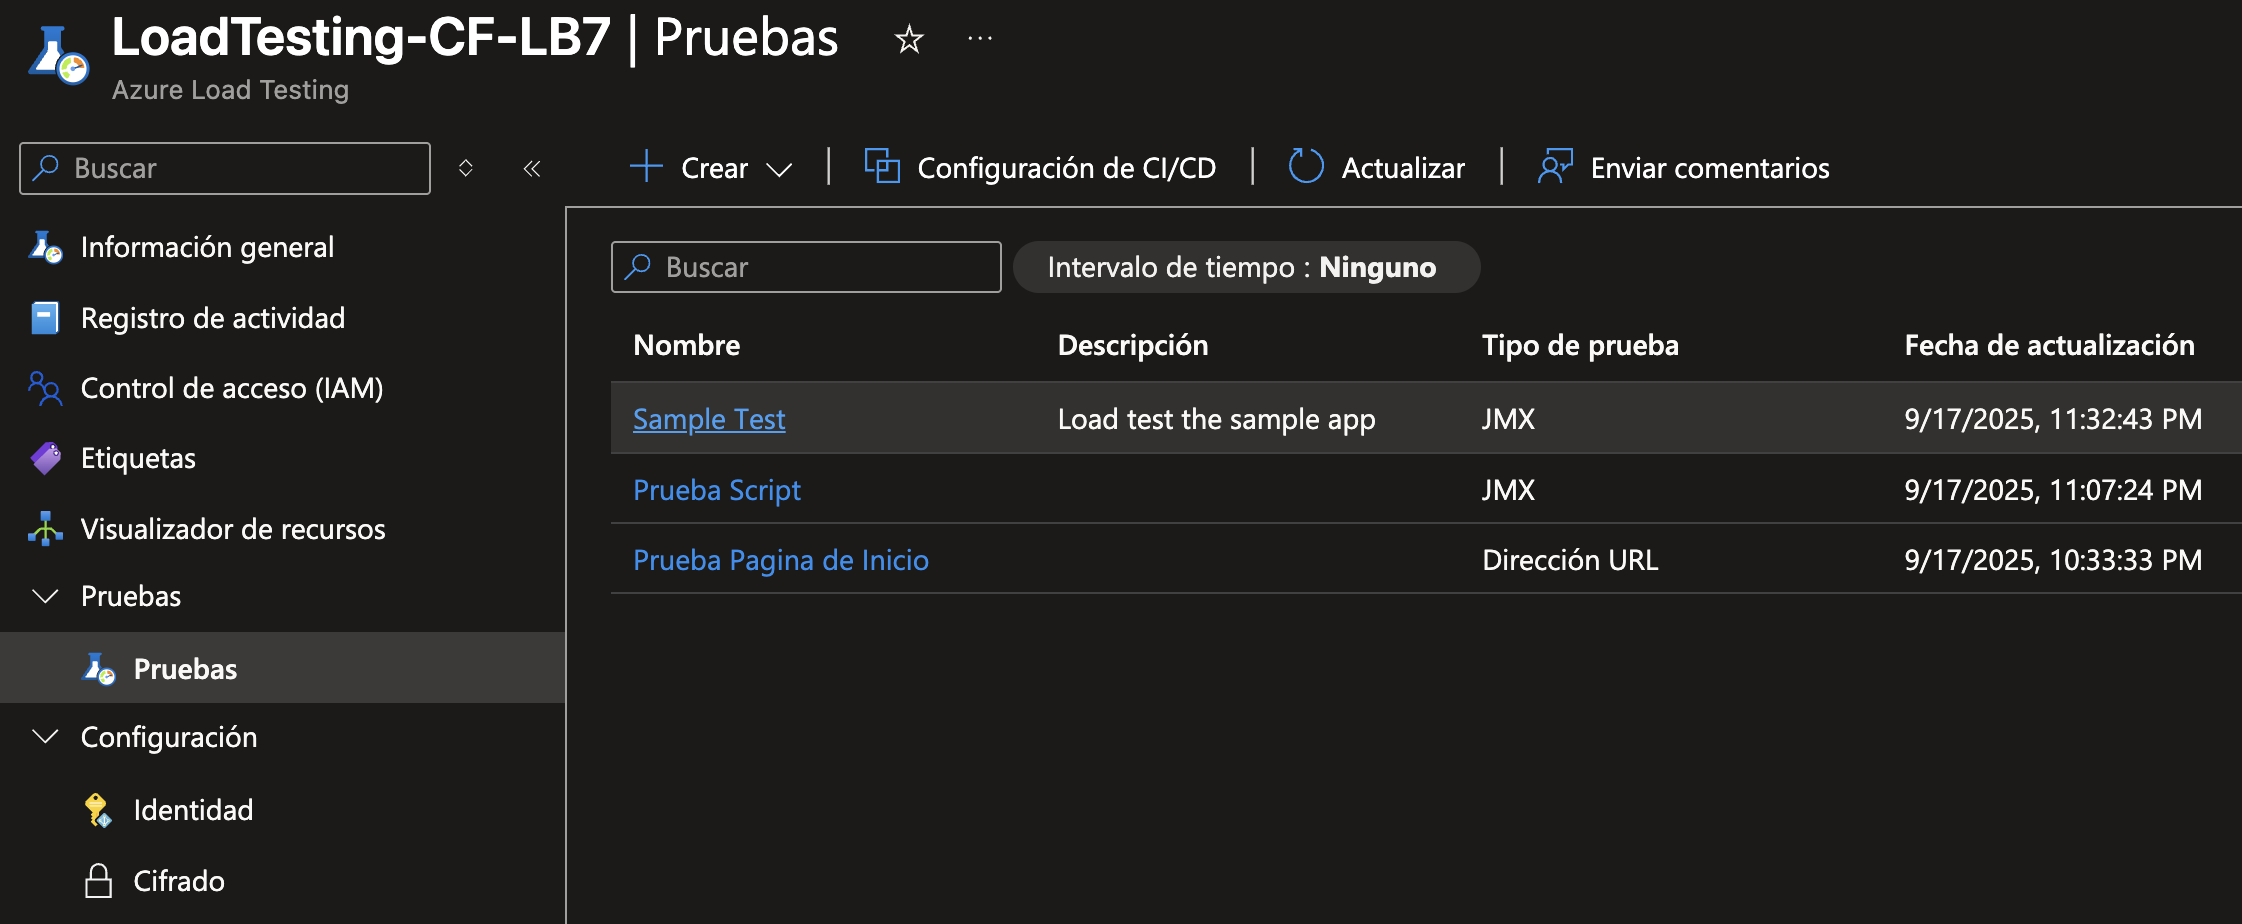 LoadTesting-CF-LB7 | Pruebas
Azure Load Testing
Buscar
Información general
Registro de actividad
Control de acceso (IAM)
Etiquetas
Visualizador de recursos
Pruebas
Pruebas
Configuración
Identidad
Cifrado
Crear | Configuración de CI/CD | Actualizar | Enviar comentarios
Buscar Intervalo de tiempo : Ninguno
Nombre Descripción Tipo de prueba Fecha de actualización
Sample Test Load test the sample app JMX 9/17/2025, 11:32:43 PM
Prueba Script JMX 9/17/2025, 11:07:24 PM
Prueba Pagina de Inicio Dirección URL 9/17/2025, 10:33:33 PM